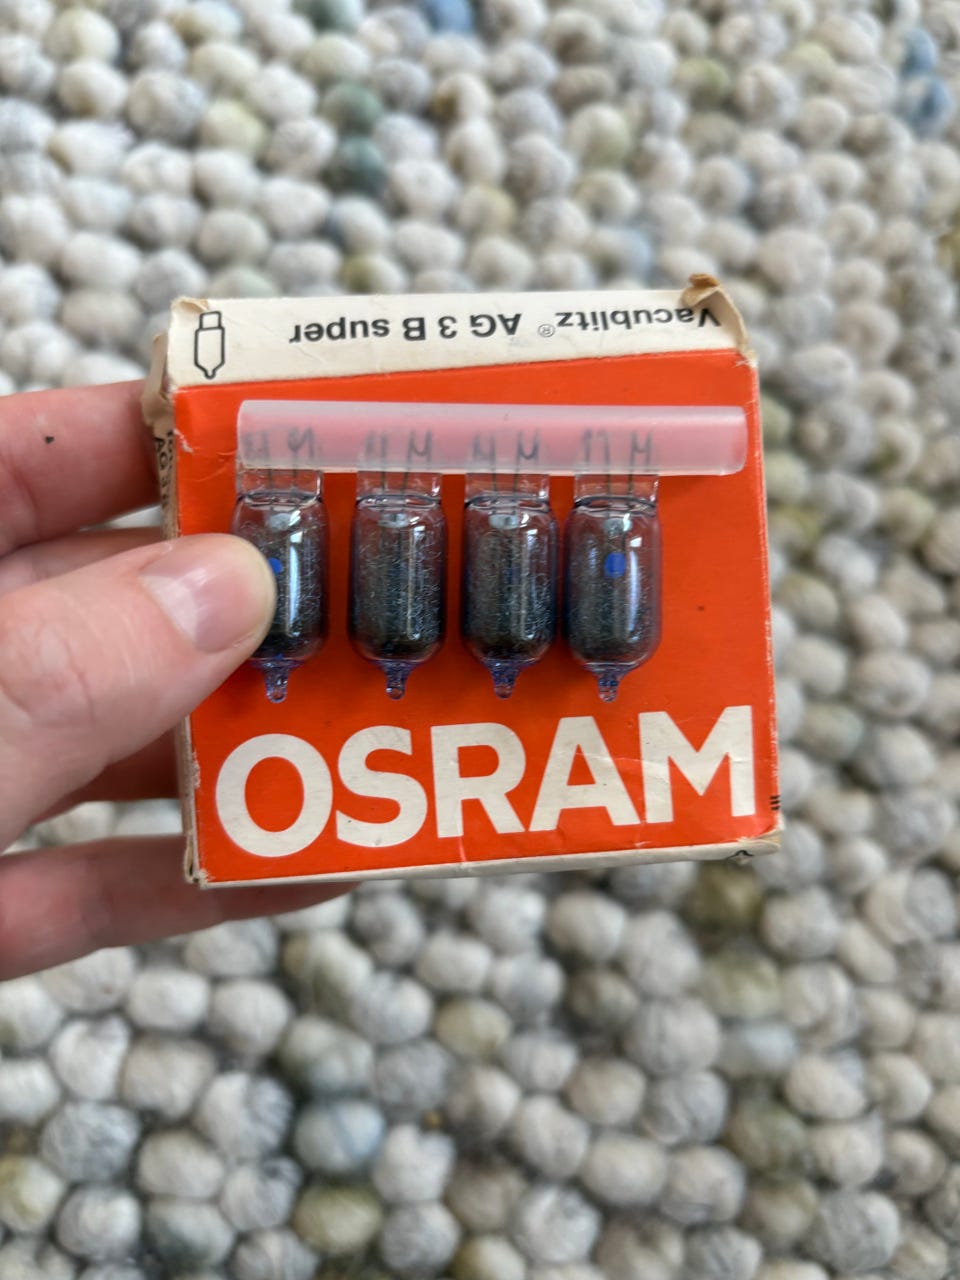 Vacublitz® AG 3 B super
OSRAM